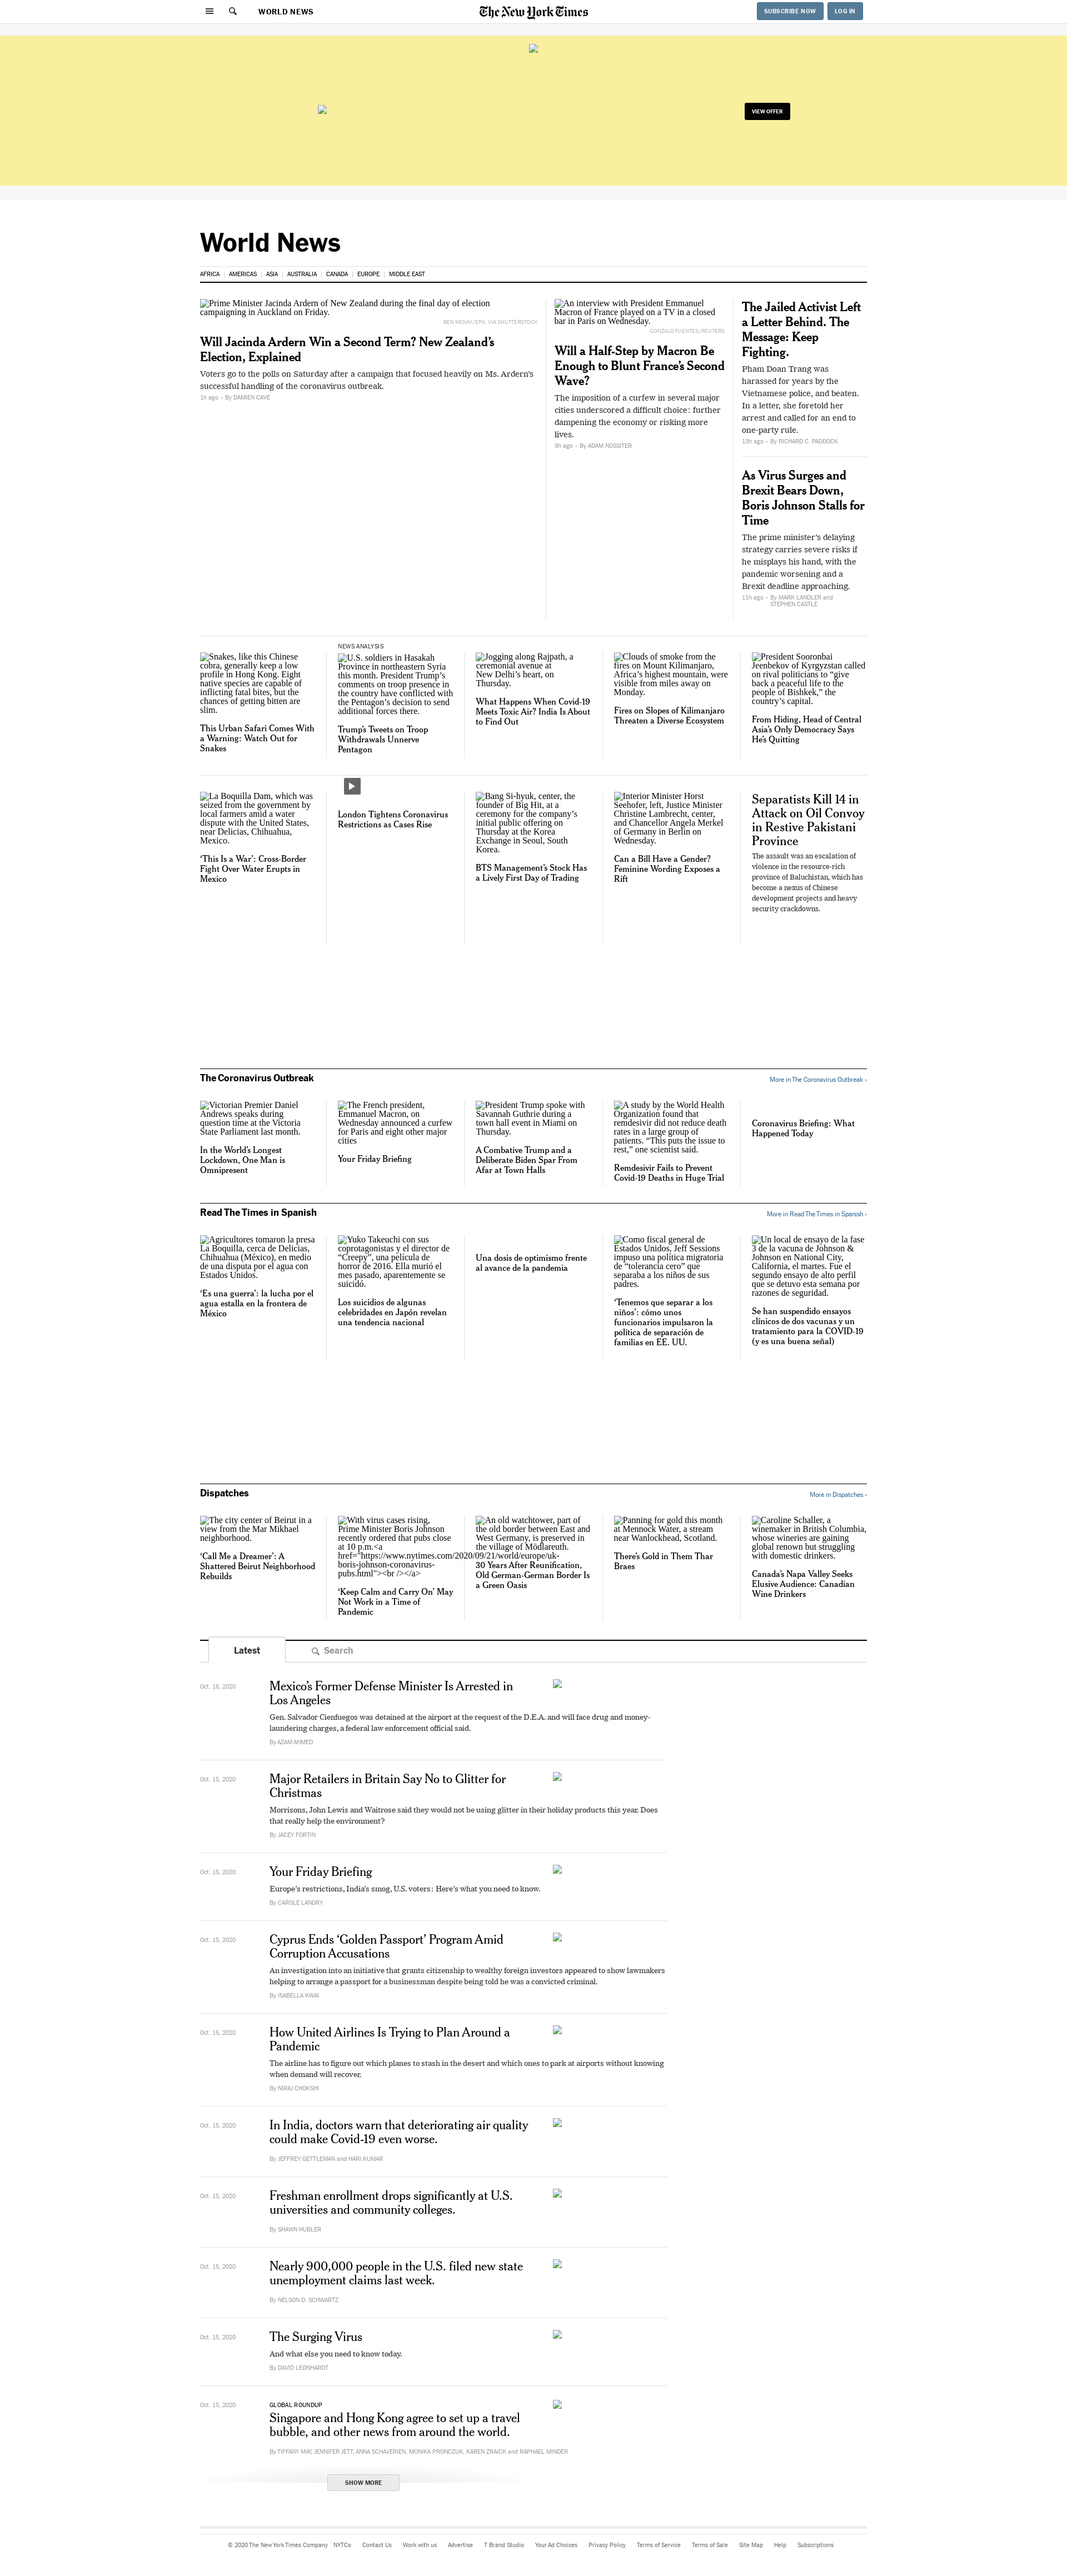 WORLD NEWS
The New York Times
SUBSCRIBE NOW
LOG IN
VIEW OFFER
World News
AFRICA | AMERICAS | ASIA | AUSTRALIA | CANADA | EUROPE | MIDDLE EAST
Prime Minister Jacinda Ardern of New Zealand during the final day of election
campaigning in Auckland on Friday.
BEN MCKAY/EPA, VIA SHUTTERSTOCK
Will Jacinda Ardern Win a Second Term? New Zealand’s
Election, Explained
Voters go to the polls on Saturday after a campaign that focused heavily on Ms. Ardern’s
successful handling of the coronavirus outbreak.
1h ago • By DAMIEN CAVE
An interview with President Emmanuel
Macron of France played on a TV in a closed
bar in Paris on Wednesday.
GONZALO FUENTES/REUTERS
Will a Half-Step by Macron Be
Enough to Blunt France’s Second
Wave?
The imposition of a curfew in several major
cities underscored a difficult choice: further
dampening the economy or risking more
lives.
9h ago • By ADAM NOSSITER
The Jailed Activist Left
a Letter Behind. The
Message: Keep
Fighting.
Pham Doan Trang was
harassed for years by the
Vietnamese police, and beaten.
In a letter, she foretold her
arrest and called for an end to
one-party rule.
13h ago • By RICHARD C. PADDOCK
As Virus Surges and
Brexit Bears Down,
Boris Johnson Stalls for
Time
The prime minister’s delaying
strategy carries severe risks if
he misplays his hand, with the
pandemic worsening and a
Brexit deadline approaching.
11h ago • By MARK LANDLER and
STEPHEN CASTLE
Snakes, like this Chinese
cobra, generally keep a low
profile in Hong Kong. Eight
native species are capable of
inflicting fatal bites, but the
chances of getting bitten are
slim.
This Urban Safari Comes With
a Warning: Watch Out for
Snakes
NEWS ANALYSIS
U.S. soldiers in Hasakah
Province in northeastern Syria
this month. President Trump’s
comments on troop presence in
the country have conflicted with
the Pentagon’s decision to send
additional forces there.
Trump’s Tweets on Troop
Withdrawals Unnerve
Pentagon
Jogging along Rajpath, a
ceremonial avenue at
New Delhi’s heart, on
Thursday.
What Happens When Covid-19
Meets Toxic Air? India Is About
to Find Out
Clouds of smoke from the
fires on Mount Kilimanjaro,
Africa’s highest mountain, were
visible from miles away on
Monday.
Fires on Slopes of Kilimanjaro
Threaten a Diverse Ecosystem
President Sooronbai
Jeenbekov of Kyrgyzstan called
on rival politicians to “give
back a peaceful life to the
people of Bishkek,” the
country’s capital.
From Hiding, Head of Central
Asia’s Only Democracy Says
He’s Quitting
La Boquilla Dam, which was
seized from the government by
local farmers amid a water
dispute with the United States,
near Delicias, Chihuahua,
Mexico.
‘This Is a War’: Cross-Border
Fight Over Water Erupts in
Mexico
London Tightens Coronavirus
Restrictions as Cases Rise
Bang Si-hyuk, center, the
founder of Big Hit, at a
ceremony for the company’s
initial public offering on
Thursday at the Korea
Exchange in Seoul, South
Korea.
BTS Management’s Stock Has
a Lively First Day of Trading
Interior Minister Horst
Seehofer, left, Justice Minister
Christine Lambrecht, center,
and Chancellor Angela Merkel
of Germany in Berlin on
Wednesday.
Can a Bill Have a Gender?
Feminine Wording Exposes a
Rift
Separatists Kill 14 in
Attack on Oil Convoy
in Restive Pakistani
Province
The assault was an escalation of
violence in the resource-rich
province of Baluchistan, which has
become a nexus of Chinese
development projects and heavy
security crackdowns.
The Coronavirus Outbreak
More in The Coronavirus Outbreak ›
Victorian Premier Daniel
Andrews speaks during
question time at the Victoria
State Parliament last month.
In the World’s Longest
Lockdown, One Man is
Omnipresent
The French president,
Emmanuel Macron, on
Wednesday announced a curfew
for Paris and eight other major
cities
Your Friday Briefing
President Trump spoke with
Savannah Guthrie during a
town hall event in Miami on
Thursday.
A Combative Trump and a
Deliberate Biden Spar From
Afar at Town Halls
A study by the World Health
Organization found that
remdesivir did not reduce death
rates in a large group of
patients. “This puts the issue to
rest,” one scientist said.
Remdesivir Fails to Prevent
Covid-19 Deaths in Huge Trial
Coronavirus Briefing: What
Happened Today
Read The Times in Spanish
More in Read The Times in Spanish ›
Agricultores tomaron la presa
La Boquilla, cerca de Delicias,
Chihuahua (México), en medio
de una disputa por el agua con
Estados Unidos.
‘Es una guerra’: la lucha por el
agua estalla en la frontera de
México
Yuko Takeuchi con sus
coprotagonistas y el director de
“Creepy”, una película de
horror de 2016. Ella murió el
mes pasado, aparentemente se
suicidó.
Los suicidios de algunas
celebridades en Japón revelan
una tendencia nacional
Una dosis de optimismo frente
al avance de la pandemia
Como fiscal general de
Estados Unidos, Jeff Sessions
impuso una política migratoria
de “tolerancia cero” que
separaba a los niños de sus
padres.
‘Tenemos que separar a los
niños’: cómo unos
funcionarios impulsaron la
política de separación de
familias en EE. UU.
Un local de ensayo de la fase
3 de la vacuna de Johnson &
Johnson en National City,
California, el martes. Fue el
segundo ensayo de alto perfil
que se detuvo esta semana por
razones de seguridad.
Se han suspendido ensayos
clínicos de dos vacunas y un
tratamiento para la COVID-19
(y es una buena señal)
Dispatches
More in Dispatches ›
The city center of Beirut in a
view from the Mar Mikhael
neighborhood.
‘Call Me a Dreamer’: A
Shattered Beirut Neighborhood
Rebuilds
With virus cases rising,
Prime Minister Boris Johnson
recently ordered that pubs close
at 10 p.m.<a
href="https://www.nytimes.com/2020/09/21/world/europe/uk-
boris-johnson-coronavirus-
pubs.html"><br /></a>
‘Keep Calm and Carry On’ May
Not Work in a Time of
Pandemic
An old watchtower, part of
the old border between East and
West Germany, is preserved in
the village of Mödlareuth.
30 Years After Reunification,
Old German-German Border Is
a Green Oasis
Panning for gold this month
at Mennock Water, a stream
near Wanlockhead, Scotland.
There’s Gold in Them Thar
Braes
Caroline Schaller, a
winemaker in British Columbia,
whose wineries are gaining
global renown but struggling
with domestic drinkers.
Canada’s Napa Valley Seeks
Elusive Audience: Canadian
Wine Drinkers
Latest
Search
Oct. 16, 2020
Mexico’s Former Defense Minister Is Arrested in
Los Angeles
Gen. Salvador Cienfuegos was detained at the airport at the request of the D.E.A. and will face drug and money-
laundering charges, a federal law enforcement official said.
By AZAM AHMED
Oct. 15, 2020
Major Retailers in Britain Say No to Glitter for
Christmas
Morrisons, John Lewis and Waitrose said they would not be using glitter in their holiday products this year. Does
that really help the environment?
By JACEY FORTIN
Oct. 15, 2020
Your Friday Briefing
Europe’s restrictions, India’s smog, U.S. voters: Here’s what you need to know.
By CAROLE LANDRY
Oct. 15, 2020
Cyprus Ends ‘Golden Passport’ Program Amid
Corruption Accusations
An investigation into an initiative that grants citizenship to wealthy foreign investors appeared to show lawmakers
helping to arrange a passport for a businessman despite being told he was a convicted criminal.
By ISABELLA KWAI
Oct. 15, 2020
How United Airlines Is Trying to Plan Around a
Pandemic
The airline has to figure out which planes to stash in the desert and which ones to park at airports without knowing
when demand will recover.
By NIRAJ CHOKSHI
Oct. 15, 2020
In India, doctors warn that deteriorating air quality
could make Covid-19 even worse.
By JEFFREY GETTLEMAN and HARI KUMAR
Oct. 15, 2020
Freshman enrollment drops significantly at U.S.
universities and community colleges.
By SHAWN HUBLER
Oct. 15, 2020
Nearly 900,000 people in the U.S. filed new state
unemployment claims last week.
By NELSON D. SCHWARTZ
Oct. 15, 2020
The Surging Virus
And what else you need to know today.
By DAVID LEONHARDT
Oct. 15, 2020
GLOBAL ROUNDUP
Singapore and Hong Kong agree to set up a travel
bubble, and other news from around the world.
By TIFFANY MAY, JENNIFER JETT, ANNA SCHAVERIEN, MONIKA PRONCZUK, KAREN ZRAICK and RAPHAEL MINDER
SHOW MORE
© 2020 The New York Times Company NYTCo Contact Us Work with us Advertise T Brand Studio Your Ad Choices Privacy Policy Terms of Service Terms of Sale Site Map Help Subscriptions